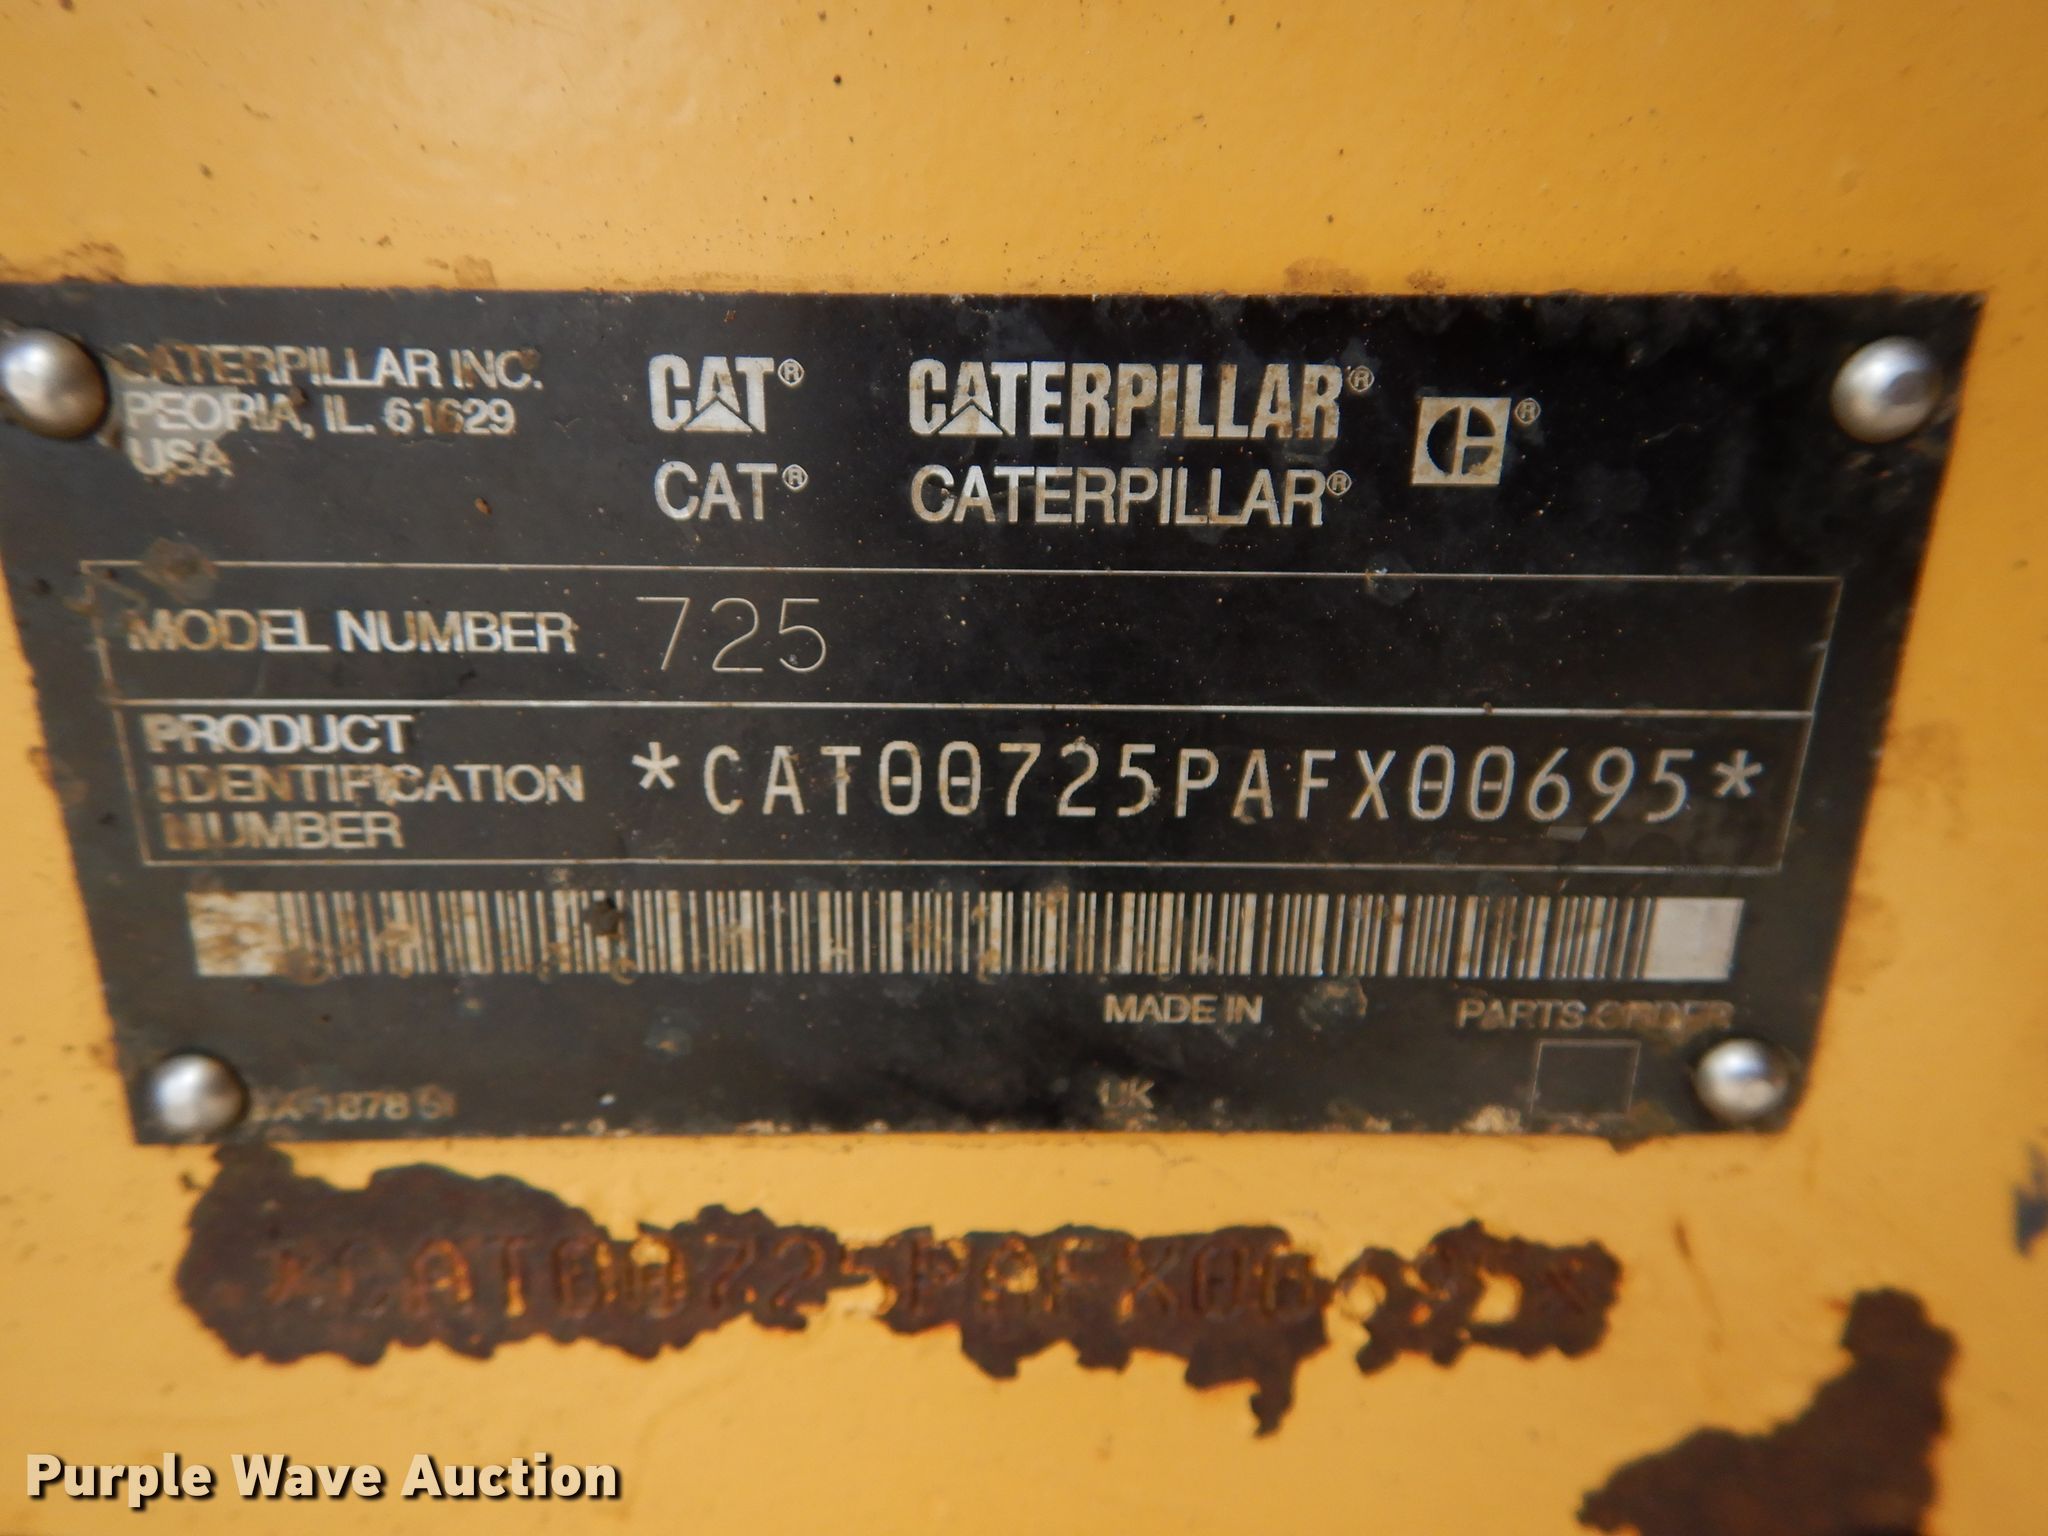 CATERPILLAR INC.
PEORIA, IL. 61629
USA
CAT® CATERPILLAR® ®
CAT® CATERPILLAR®
MODEL NUMBER 725
PRODUCT IDENTIFICATION NUMBER *CAT00725PAFX00695*
MADE IN PARTS ORDER
UK
*CAT00725PAFX00695*
Purple Wave Auction